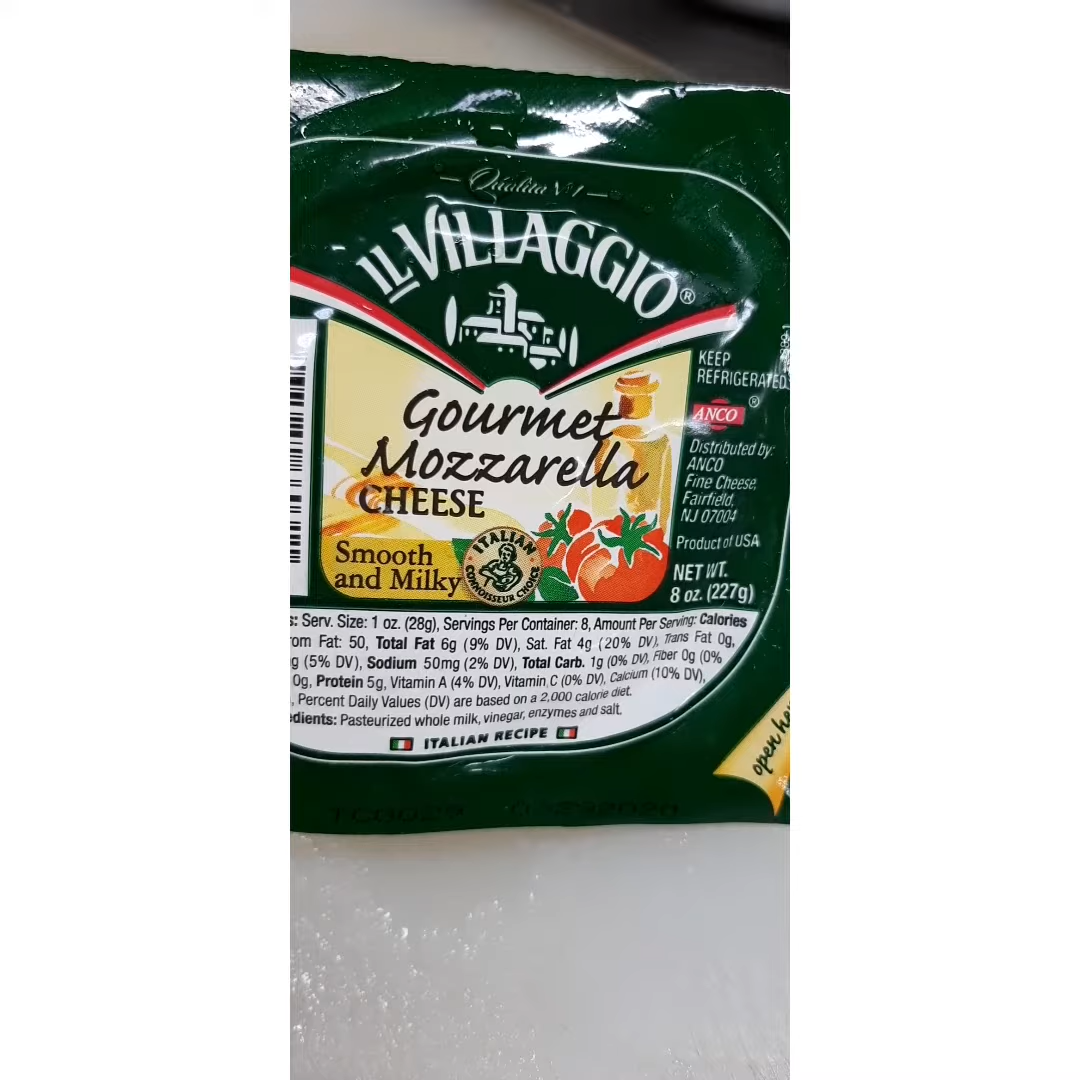 Qualita Nº1
IL VILLAGGIO®
Gourmet
Mozzarella
CHEESE
Smooth
and Milky
ITALIAN
CONNOISSEUR CHOICE
KEEP
REFRIGERATED
ANCO®
Distributed by:
ANCO
Fine Cheese,
Fairfield,
NJ 07004
Product of USA
NET WT.
8 oz. (227g)
s: Serv. Size: 1 oz. (28g), Servings Per Container: 8, Amount Per Serving: Calories
om Fat: 50, Total Fat 6g (9% DV), Sat. Fat 4g (20% DV), Trans Fat 0g,
g (5% DV), Sodium 50mg (2% DV), Total Carb. 1g (0% DV), Fiber 0g (0%
0g, Protein 5g, Vitamin A (4% DV), Vitamin C (0% DV), Calcium (10% DV),
, Percent Daily Values (DV) are based on a 2,000 calorie diet.
edients: Pasteurized whole milk, vinegar, enzymes and salt.
ITALIAN RECIPE
open he